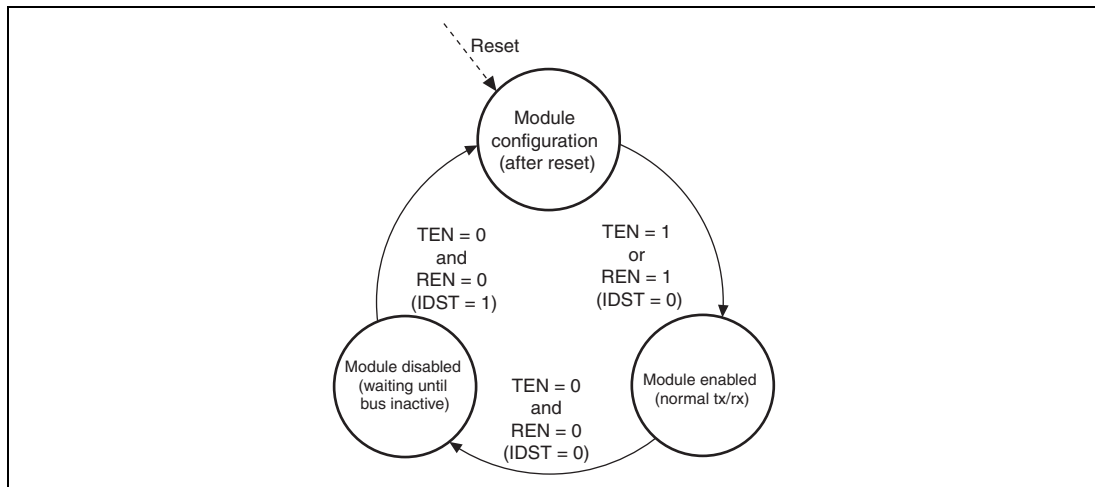 Reset
Module
configuration
(after reset)
TEN = 0
and
REN = 0
(IDST = 1)
TEN = 1
or
REN = 1
(IDST = 0)
Module disabled
(waiting until
bus inactive)
TEN = 0
and
REN = 0
(IDST = 0)
Module enabled
(normal tx/rx)